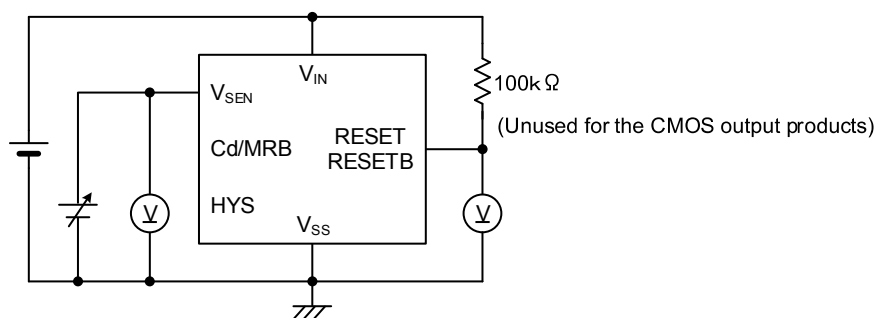 V_IN
100kΩ
V_SEN
(Unused for the CMOS output products)
RESET
Cd/MRB
RESETB
HYS
V
V
V_SS